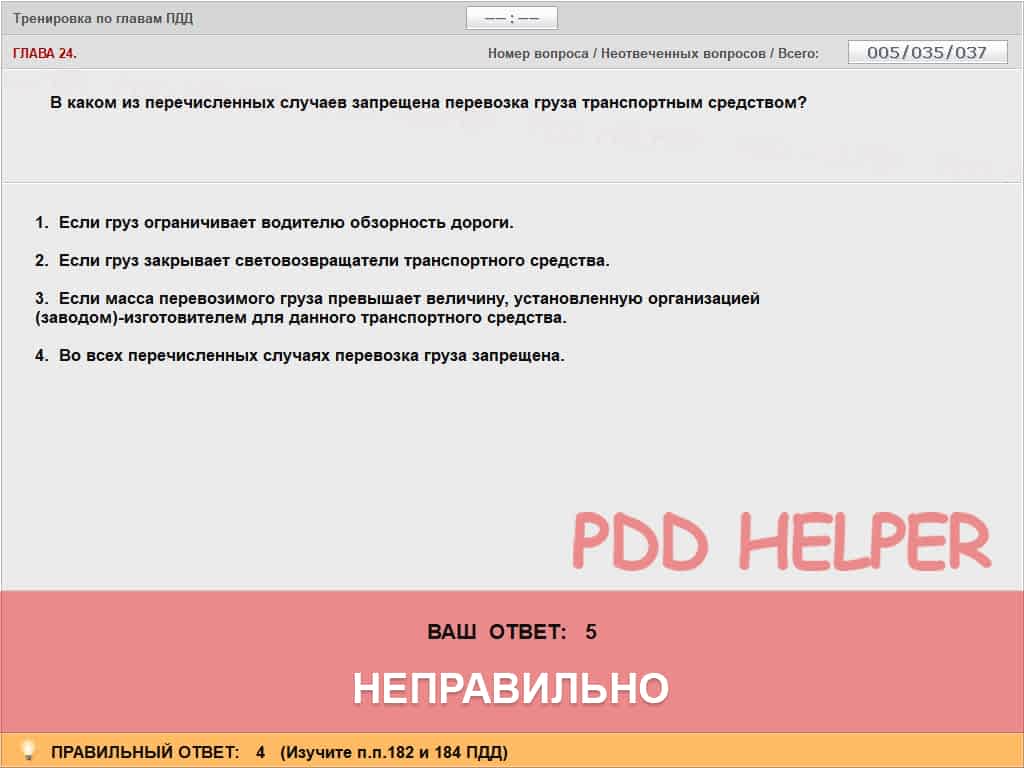 Тренировка по главам ПДД
—— : ——
ГЛАВА 24.
Номер вопроса / Неотвеченных вопросов / Всего:
005/035/037
В каком из перечисленных случаев запрещена перевозка груза транспортным средством?
1. Если груз ограничивает водителю обзорность дороги.
2. Если груз закрывает световозвращатели транспортного средства.
3. Если масса перевозимого груза превышает величину, установленную организацией
(заводом)-изготовителем для данного транспортного средства.
4. Во всех перечисленных случаях перевозка груза запрещена.
PDD HELPER
ВАШ ОТВЕТ: 5
НЕПРАВИЛЬНО
ПРАВИЛЬНЫЙ ОТВЕТ: 4 (Изучите п.п.182 и 184 ПДД)